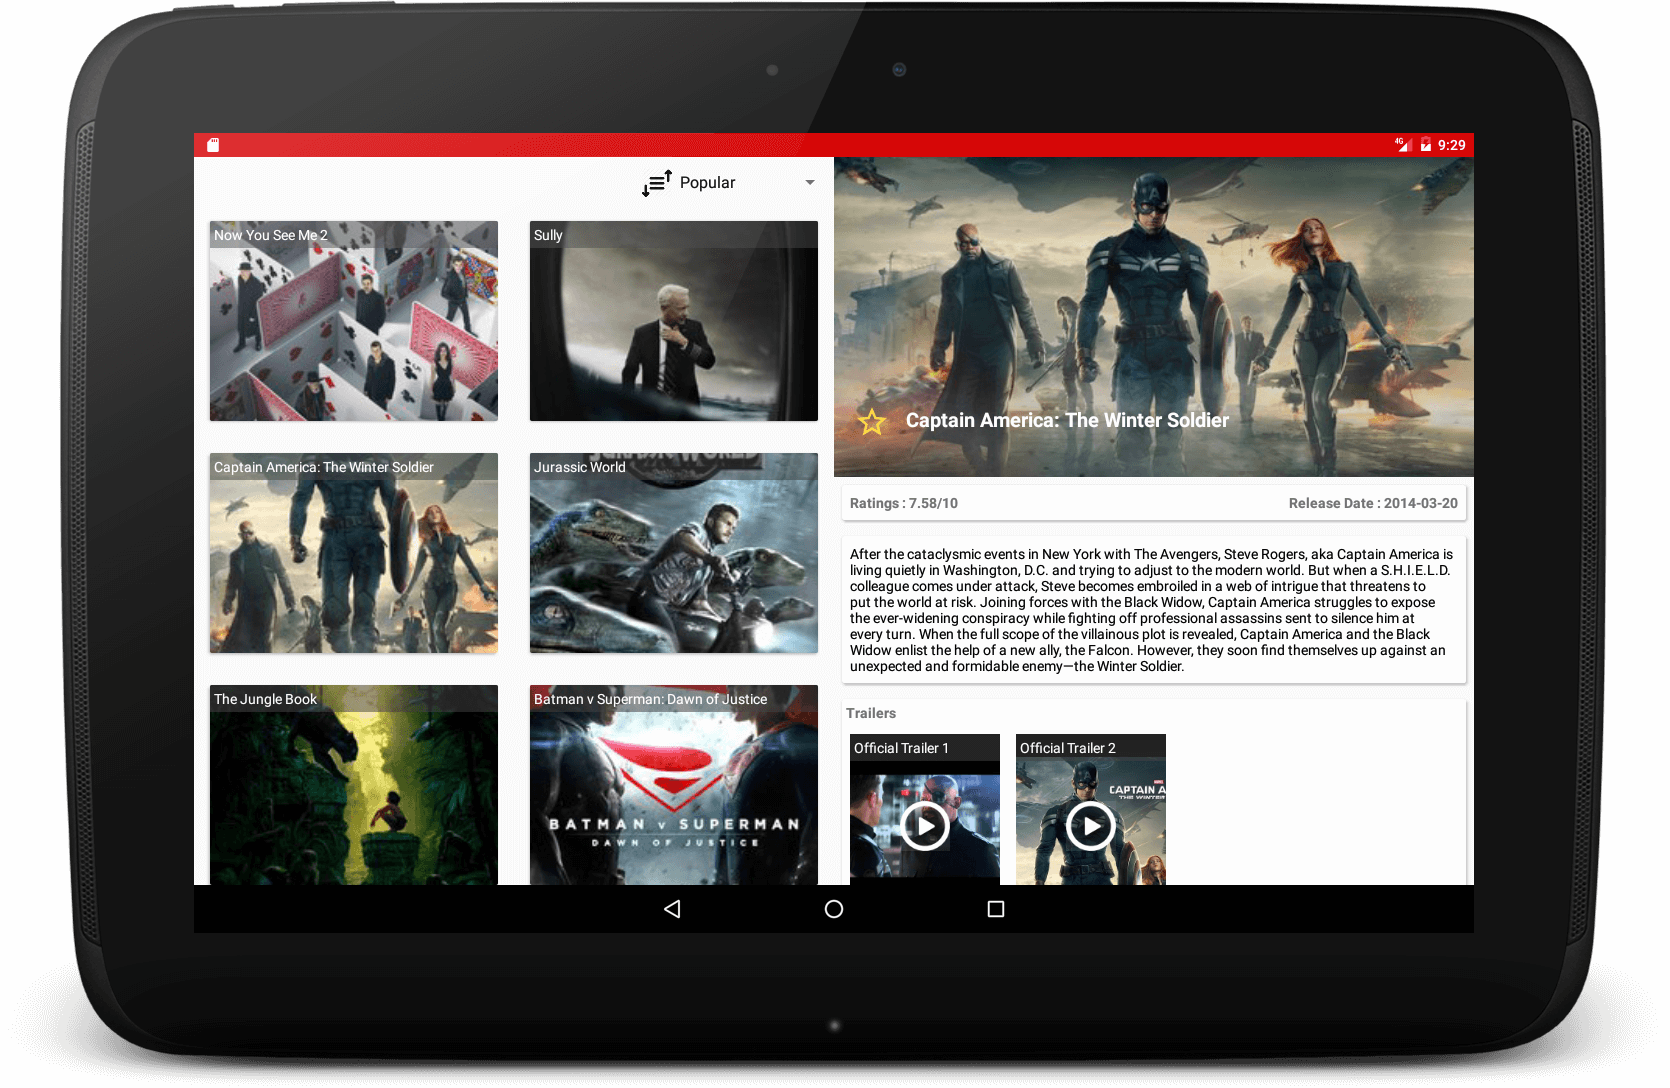 4G
9:29
Popular
Now You See Me 2
Sully
Captain America: The Winter Soldier
Jurassic World
JURASSIC WORLD
The Jungle Book
Batman v Superman: Dawn of Justice
BATMAN v SUPERMAN
DAWN OF JUSTICE
Captain America: The Winter Soldier
Ratings : 7.58/10
Release Date : 2014-03-20
After the cataclysmic events in New York with The Avengers, Steve Rogers, aka Captain America is
living quietly in Washington, D.C. and trying to adjust to the modern world. But when a S.H.I.E.L.D.
colleague comes under attack, Steve becomes embroiled in a web of intrigue that threatens to
put the world at risk. Joining forces with the Black Widow, Captain America struggles to expose
the ever-widening conspiracy while fighting off professional assassins sent to silence him at
every turn. When the full scope of the villainous plot is revealed, Captain America and the Black
Widow enlist the help of a new ally, the Falcon. However, they soon find themselves up against an
unexpected and formidable enemy—the Winter Soldier.
Trailers
Official Trailer 1
Official Trailer 2
CAPTAIN A
THE WINTER